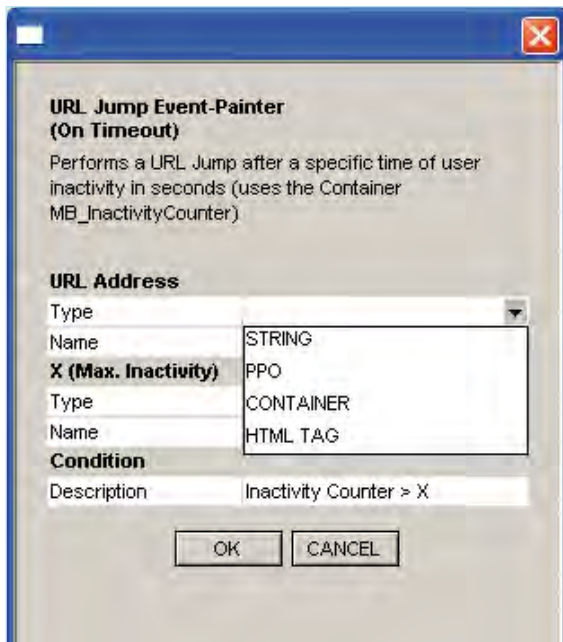 URL Jump Event-Painter
(On Timeout)
Performs a URL Jump after a specific time of user
inactivity in seconds (uses the Container
MB_InactivityCounter)
URL Address
Type
Name
STRING
X (Max. Inactivity)
PPO
Type
CONTAINER
Name
HTML TAG
Condition
Description Inactivity Counter > X
OK CANCEL